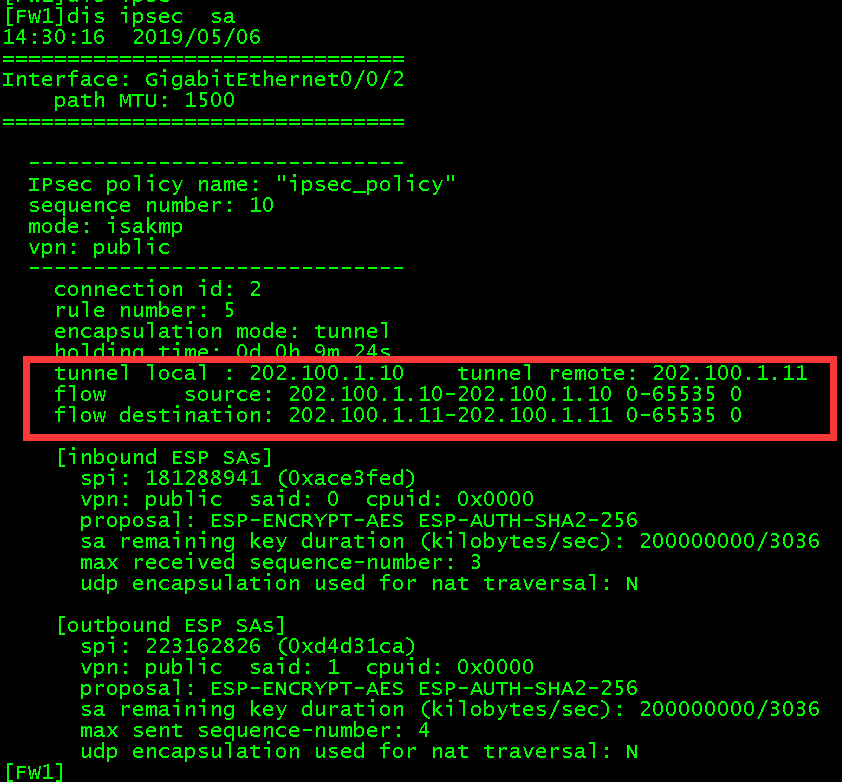 [FW1]dis ipsec  sa
14:30:16  2019/05/06
===============================
Interface: GigabitEthernet0/0/2
    path MTU: 1500
===============================
  -----------------------------
  IPsec policy name: "ipsec_policy"
  sequence number: 10
  mode: isakmp
  vpn: public
  -----------------------------
    connection id: 2
    rule number: 5
    encapsulation mode: tunnel
    holding time: 0d 0h 9m 24s
    tunnel local : 202.100.1.10    tunnel remote: 202.100.1.11
    flow      source: 202.100.1.10-202.100.1.10 0-65535 0
    flow destination: 202.100.1.11-202.100.1.11 0-65535 0
    [inbound ESP SAs]
      spi: 181288941 (0xace3fed)
      vpn: public  said: 0  cpuid: 0x0000
      proposal: ESP-ENCRYPT-AES ESP-AUTH-SHA2-256
      sa remaining key duration (kilobytes/sec): 200000000/3036
      max received sequence-number: 3
      udp encapsulation used for nat traversal: N
    [outbound ESP SAs]
      spi: 223162826 (0xd4d31ca)
      vpn: public  said: 1  cpuid: 0x0000
      proposal: ESP-ENCRYPT-AES ESP-AUTH-SHA2-256
      sa remaining key duration (kilobytes/sec): 200000000/3036
      max sent sequence-number: 4
      udp encapsulation used for nat traversal: N
[FW1]